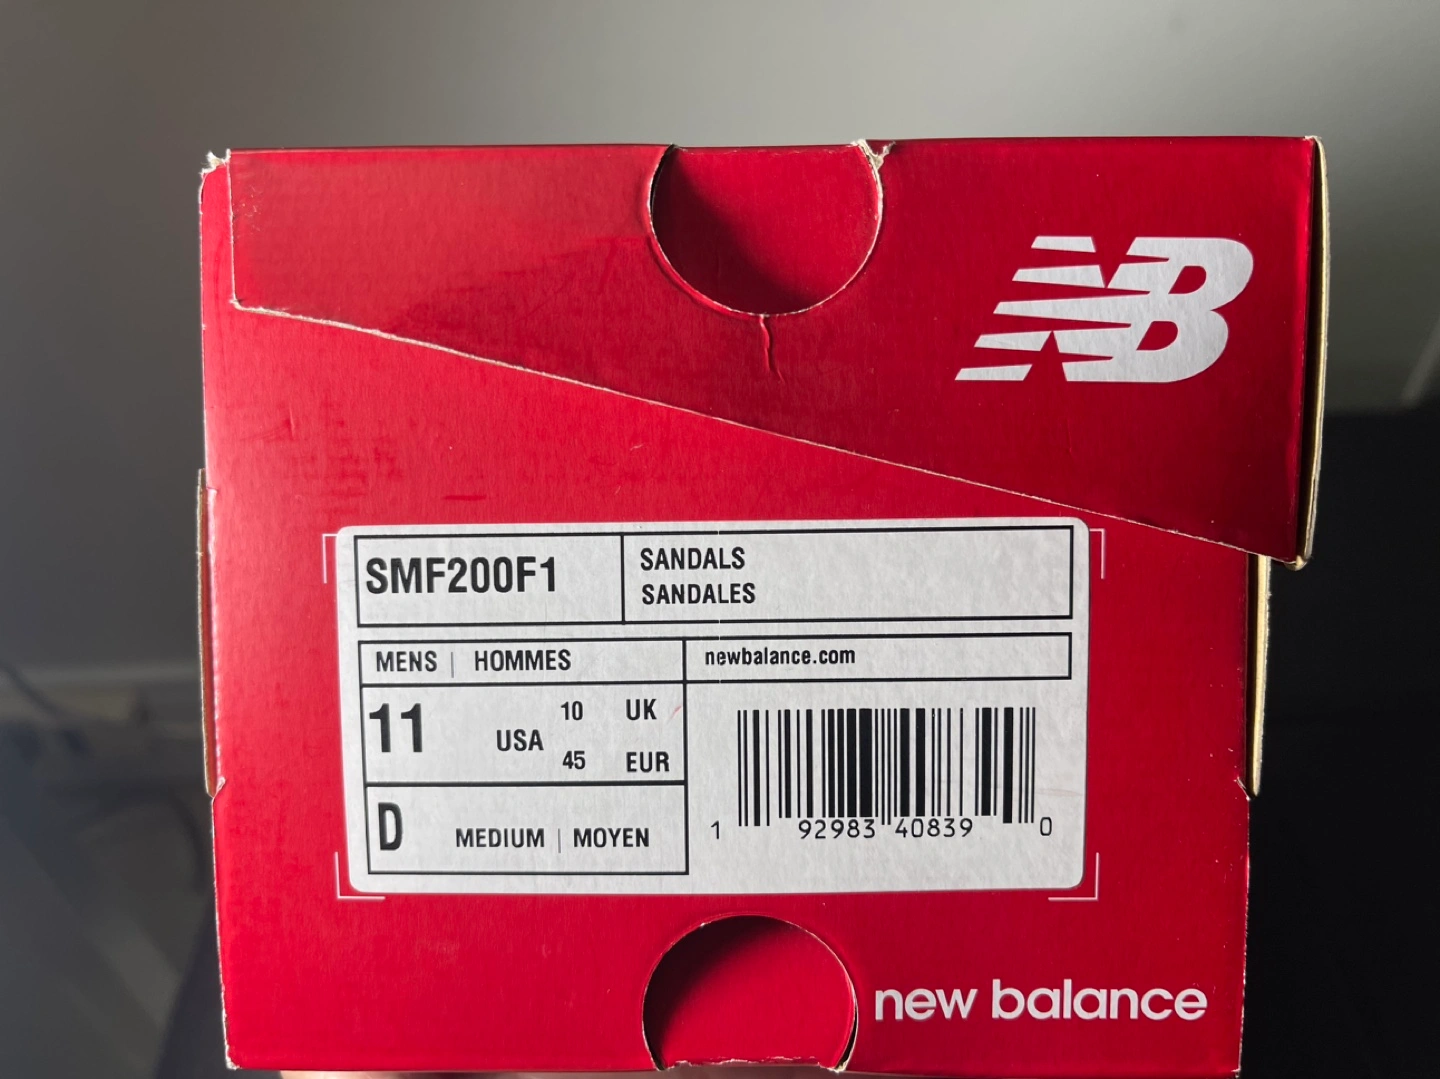 NB
SMF200F1
SANDALS
SANDALES
MENS | HOMMES
newbalance.com
11 USA
10 UK
45 EUR
D MEDIUM | MOYEN
1 92983 40839 0
new balance